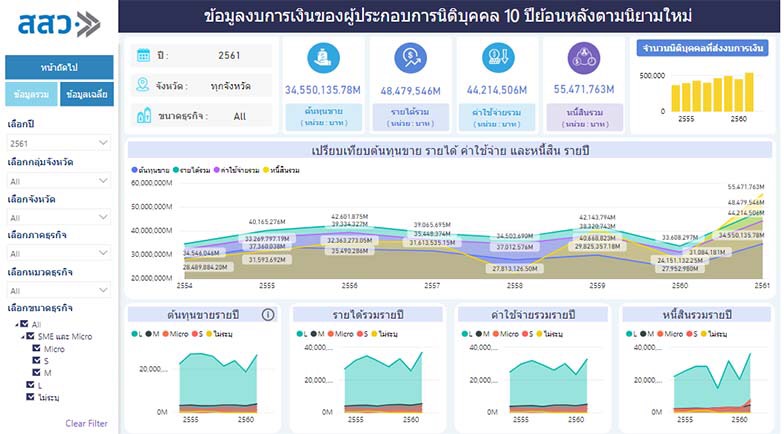 สสว
ข้อมูลงบการเงินของผู้ประกอบการนิติบุคคล 10 ปีย้อนหลังตามนิยามใหม่
หน้าถัดไป
ข้อมูลรวม
ข้อมูลเฉลี่ย
เลือกปี
2561
เลือกกลุ่มจังหวัด
All
เลือกจังหวัด
All
เลือกภาคธุรกิจ
All
เลือกหมวดธุรกิจ
All
เลือกขนาดธุรกิจ
All
SME และ Micro
Micro
S
M
L
ไม่ระบุ
Clear Filter
ปี : 2561
จังหวัด : ทุกจังหวัด
ขนาดธุรกิจ : All
34,550,135.78M
ต้นทุนขาย
(หน่วย : บาท)
48,479,546M
รายได้รวม
(หน่วย : บาท)
44,214,506M
ค่าใช้จ่ายรวม
(หน่วย : บาท)
55,471,763M
หนี้สินรวม
(หน่วย : บาท)
จำนวนนิติบุคคลที่ส่งงบการเงิน
500,000
0
2555 2560
เปรียบเทียบต้นทุนขาย รายได้ ค่าใช้จ่าย และหนี้สิน รายปี
ต้นทุนขาย รายได้รวม ค่าใช้จ่ายรวม หนี้สินรวม
60,000,000M
50,000,000M
40,000,000M
30,000,000M
20,000,000M
55,471,763M
48,479,546M
44,214,506M
34,550,135.78M
40,165,276M
42,601,875M
39,065,695M
34,502,690M
42,143,794M
33,608,297M
33,269,797.19M
37,360,038M
31,593,692M
39,334,327M
32,363,273.05M
35,490,286M
35,448,374M
31,613,535.15M
37,012,576M
27,813,126.50M
38,320,743M
40,668,823M
29,825,357.18M
31,084,181M
24,151,132.25M
27,952,980M
34,546,046M
28,489,884.20M
2554 2555 2556 2557 2558 2559 2560 2561
ต้นทุนขายรายปี
L M Micro S ไม่ระบุ
20,000,...
0M
2555 2560
รายได้รวมรายปี
L M Micro S ไม่ระบุ
40,000,...
20,000,...
0M
2555 2560
ค่าใช้จ่ายรวมรายปี
L M Micro S ไม่ระบุ
40,000,...
20,000,...
0M
2555 2560
หนี้สินรวมรายปี
L M Micro S ไม่ระบุ
40,000,...
20,000,...
0M
2555 2560